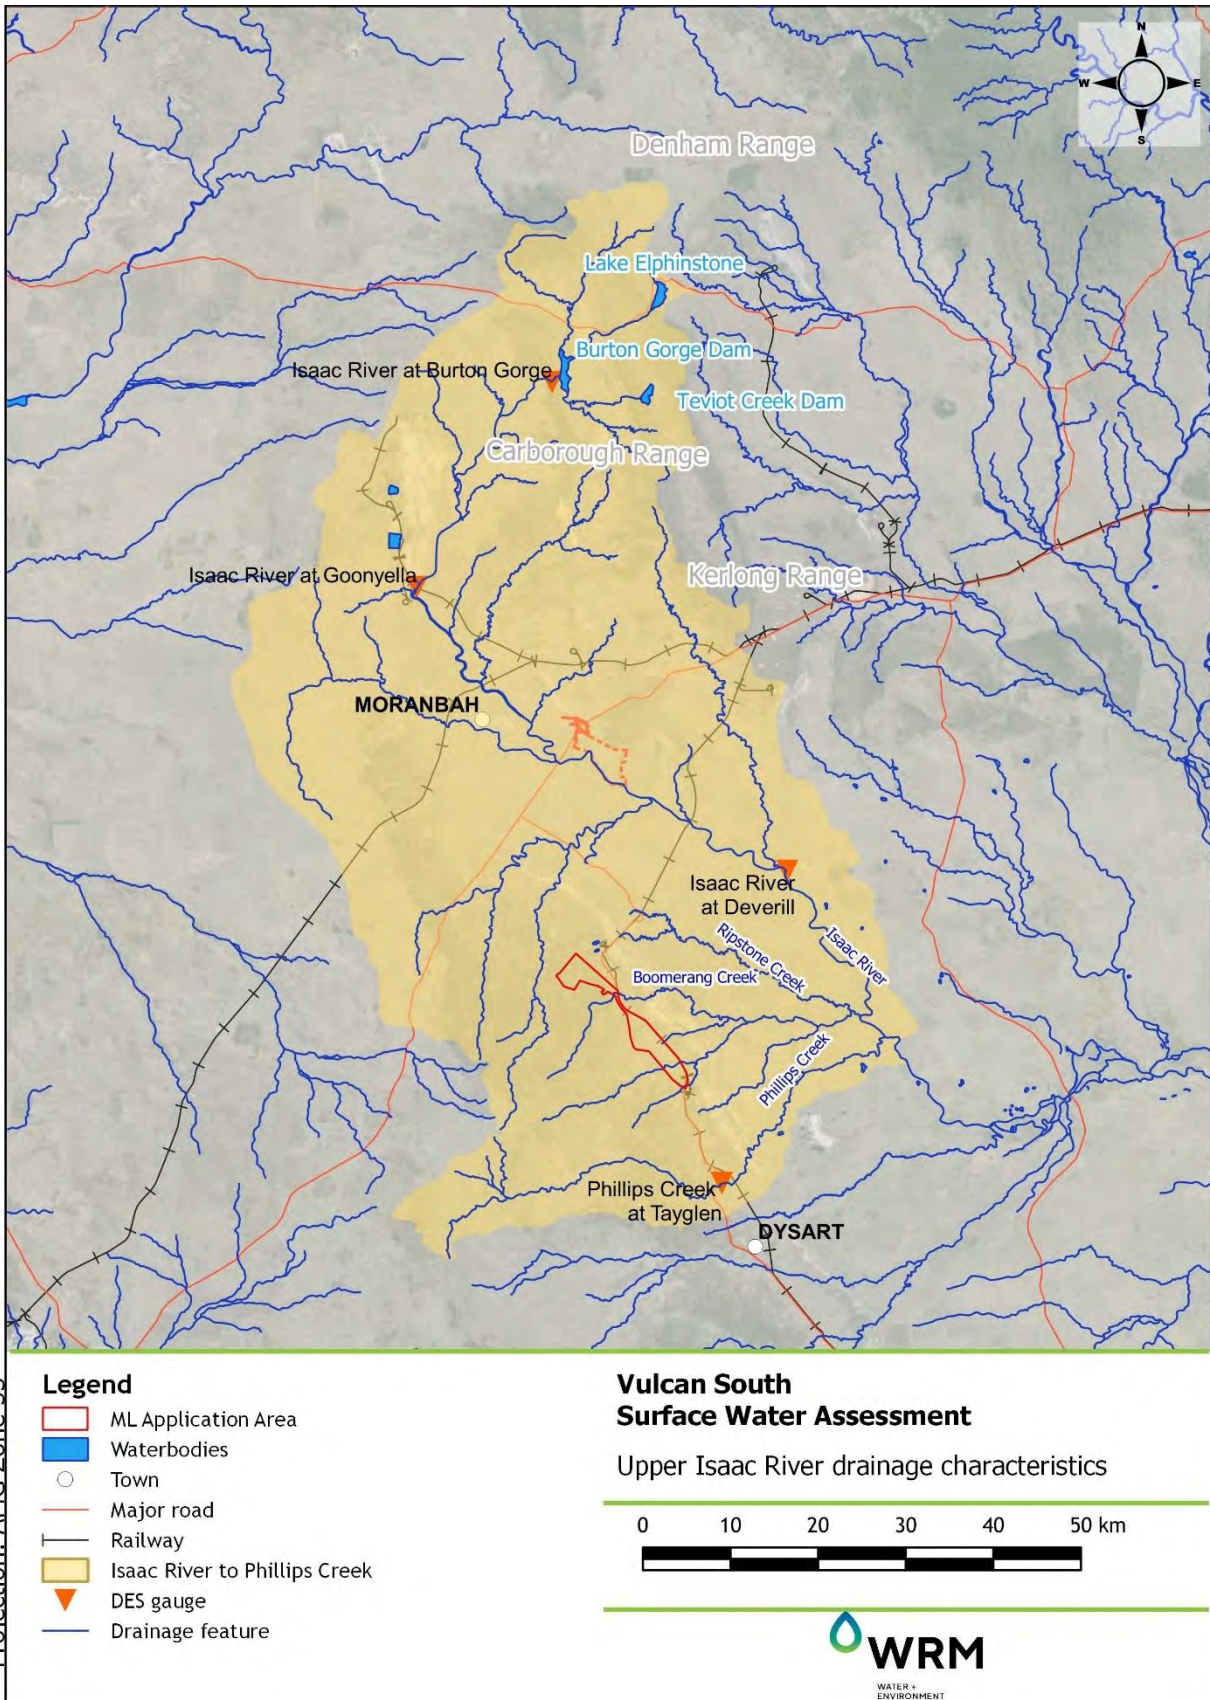 N
W
E
S
Denham Range
Lake Elphinstone
Burton Gorge Dam
Isaac River at Burton Gorge
Teviot Creek Dam
Carborough Range
Isaac River at Goonyella
Kerlong Range
MORANBAH
Isaac River
at Deverill
Ripstone Creek
Isaac River
Boomerang Creek
Phillips Creek
Phillips Creek
at Tayglen
DYSART
Legend
ML Application Area
Waterbodies
Town
Major road
Railway
Isaac River to Phillips Creek
DES gauge
Drainage feature
Vulcan South
Surface Water Assessment
Upper Isaac River drainage characteristics
0 10 20 30 40 50 km
WRM
WATER +
ENVIRONMENT